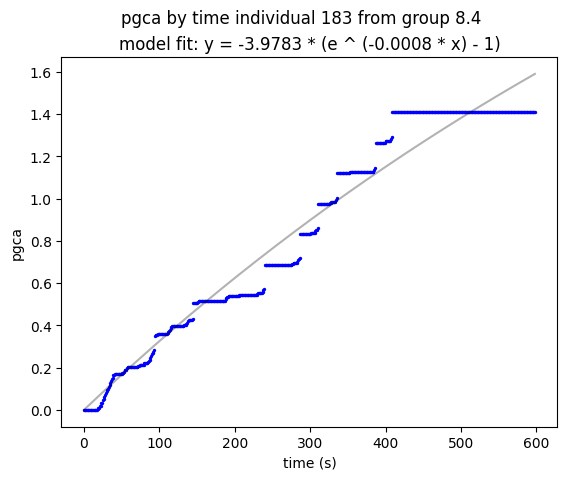 pgca by time individual 183 from group 8.4
model fit: y = -3.9783 * (e ^ (-0.0008 * x) - 1)
1.6
1.4
1.2
1.0
0.8
0.6
0.4
0.2
0.0
pgca
0 100 200 300 400 500 600
time (s)